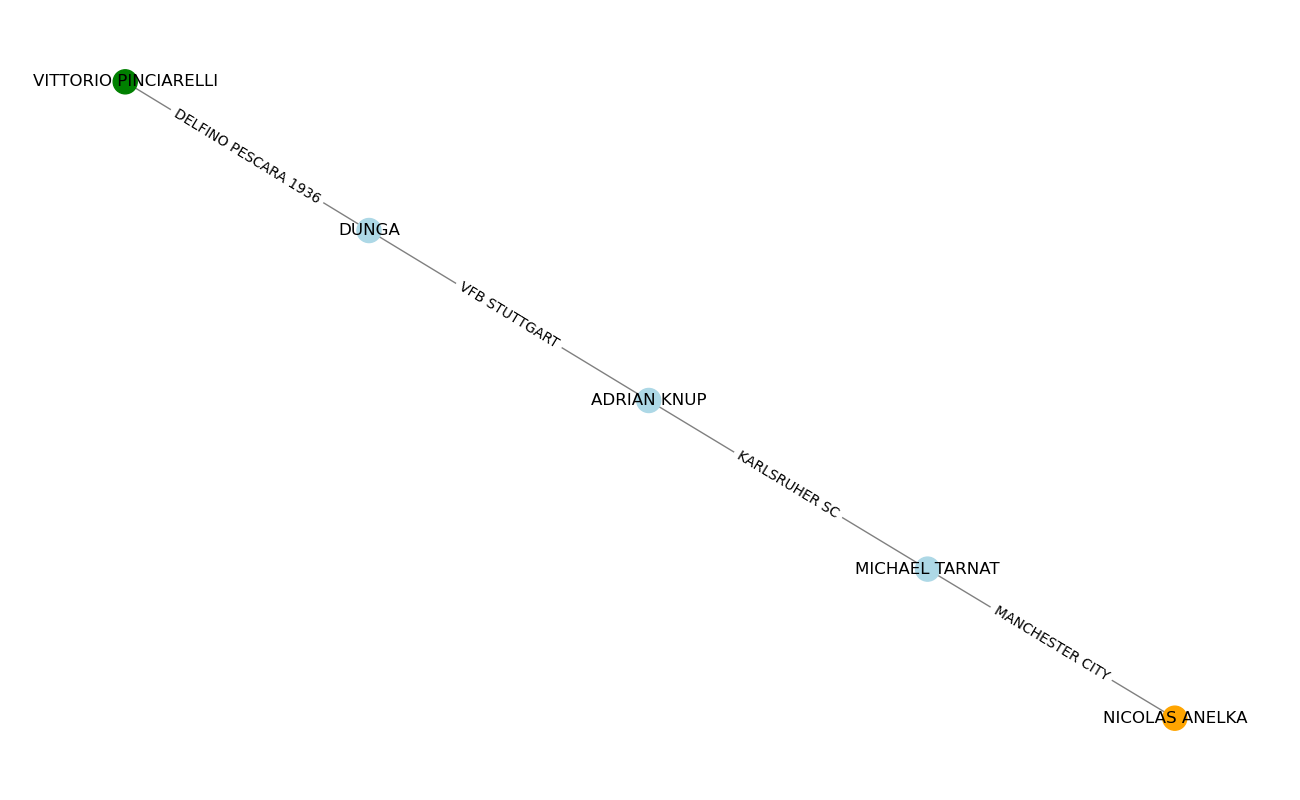 VITTORIO PINCIARELLI
DELFINO PESCARA 1936
DUNGA
VFB STUTTGART
ADRIAN KNUP
KARLSRUHER SC
MICHAEL TARNAT
MANCHESTER CITY
NICOLAS ANELKA